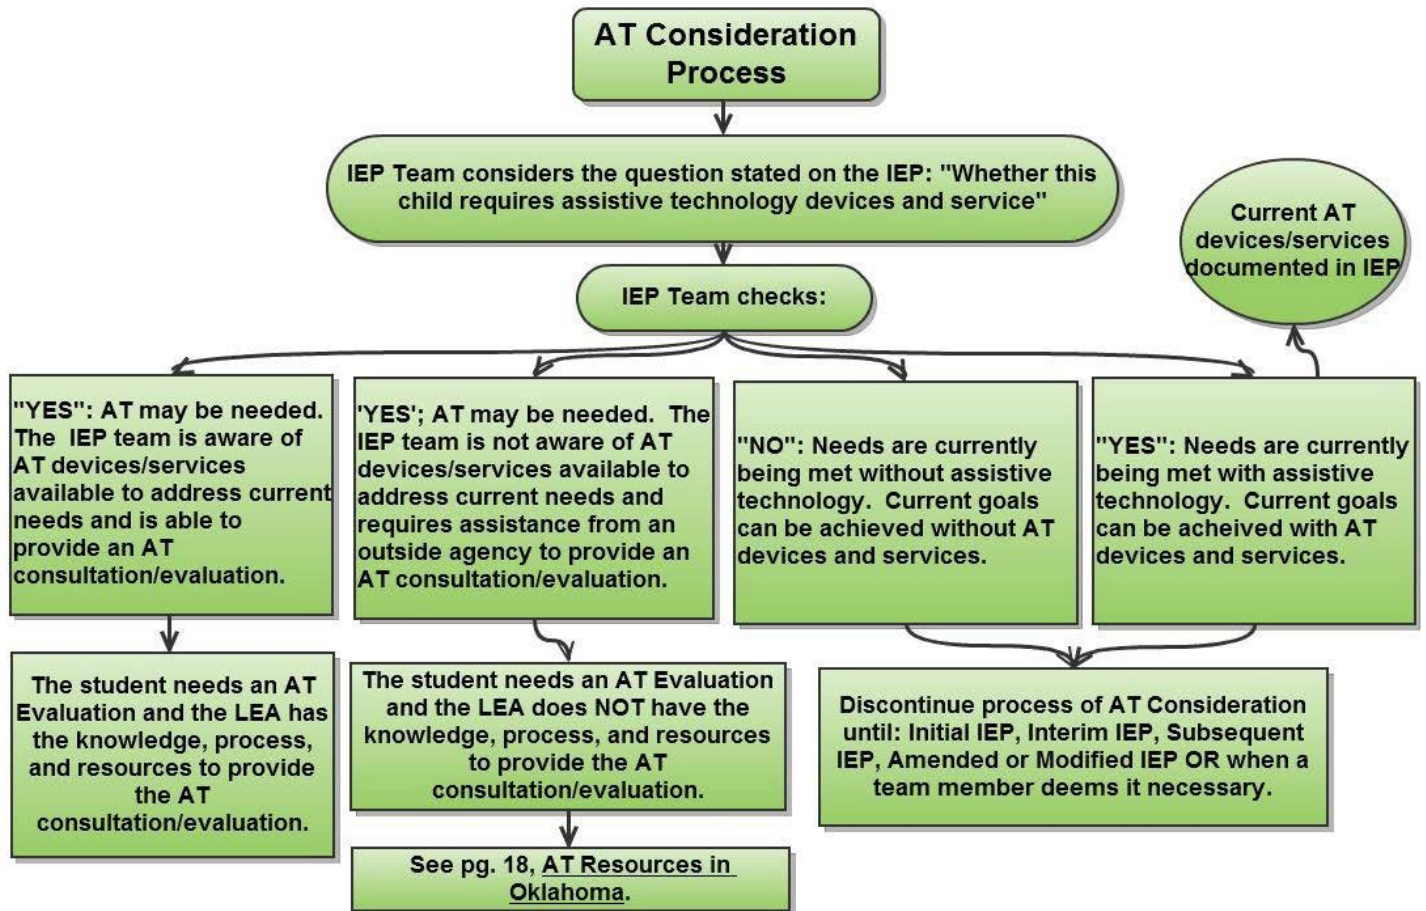 AT Consideration
Process
IEP Team considers the question stated on the IEP: "Whether this
child requires assistive technology devices and service"
Current AT
devices/services
documented in IEP
IEP Team checks:
"YES": AT may be needed.
The IEP team is aware of
AT devices/services
available to address current
needs and is able to
provide an AT
consultation/evaluation.
'YES'; AT may be needed. The
IEP team is not aware of AT
devices/services available to
address current needs and
requires assistance from an
outside agency to provide an
AT consultation/evaluation.
"NO": Needs are currently
being met without assistive
technology. Current goals
can be achieved without AT
devices and services.
"YES": Needs are currently
being met with assistive
technology. Current goals
can be acheived with AT
devices and services.
The student needs an AT
Evaluation and the LEA has
the knowledge, process,
and resources to provide
the AT
consultation/evaluation.
The student needs an AT Evaluation
and the LEA does NOT have the
knowledge, process, and resources
to provide the AT
consultation/evaluation.
Discontinue process of AT Consideration
until: Initial IEP, Interim IEP, Subsequent
IEP, Amended or Modified IEP OR when a
team member deems it necessary.
See pg. 18, AT Resources in
Oklahoma.